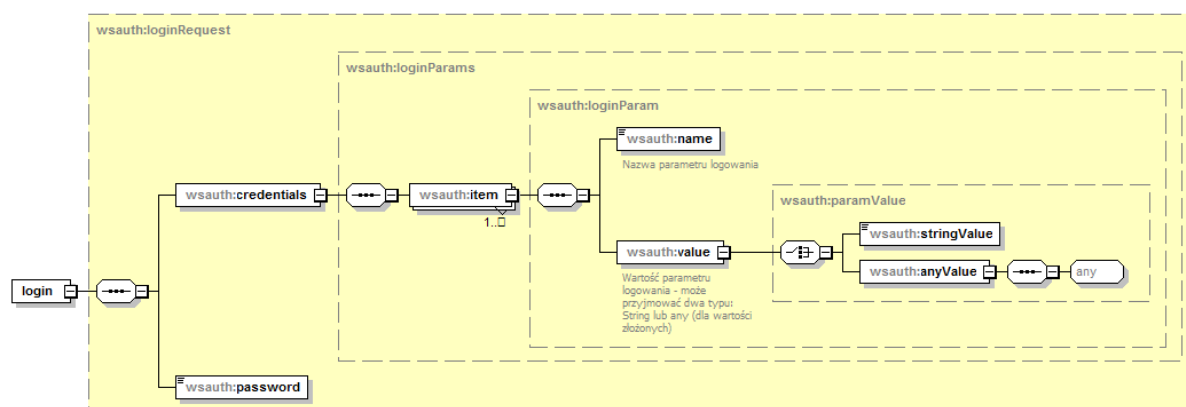 wsauth:loginRequest
wsauth:loginParams
wsauth:loginParam
wsauth:name
Nazwa parametru logowania
wsauth:credentials
wsauth:item
1..□
wsauth:paramValue
wsauth:stringValue
wsauth:value
wsauth:anyValue
any
Wartość parametru
logowania - może
przyjmować dwa typu:
String lub any (dla wartości
złożonych)
login
wsauth:password